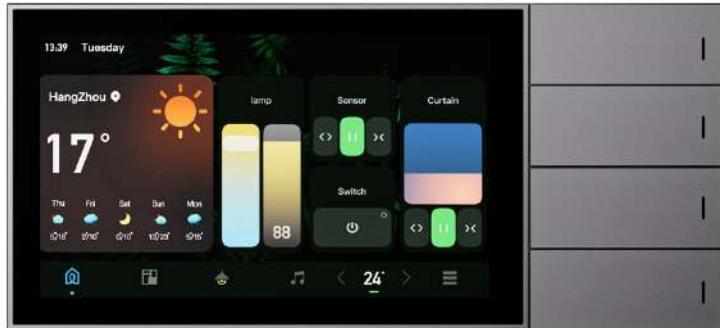 13:39 Tuesday
HangZhou
17°
Thu Fri Sat Sun Mon
lamp
88
Sensor
Switch
Curtain
24°